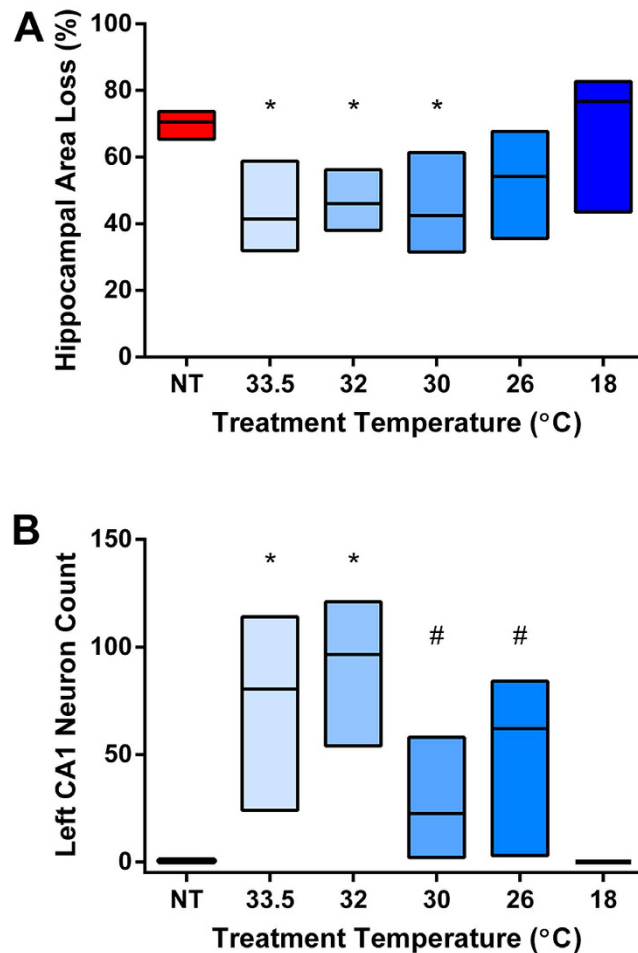 A
Hippocampal Area Loss (%)
100
80
60
40
20
0
* * *
NT 33.5 32 30 26 18
Treatment Temperature (°C)
B
Left CA1 Neuron Count
150
100
50
0
* * # #
NT 33.5 32 30 26 18
Treatment Temperature (°C)